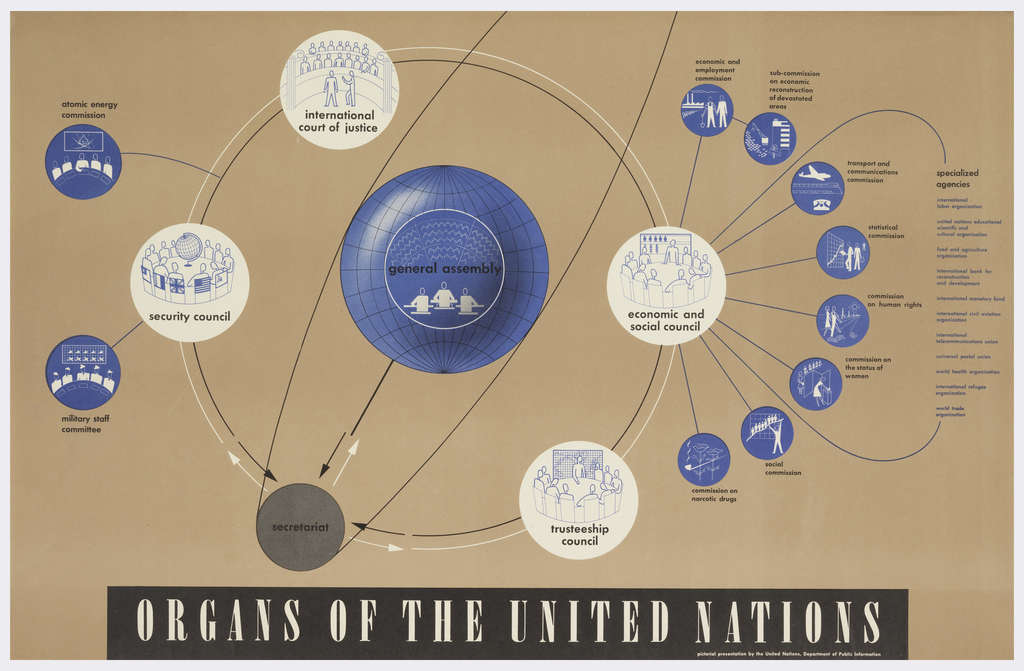 international
court of justice
atomic energy
commission
security council
military staff
committee
general assembly
secretariat
trusteeship
council
economic and
social council
economic and
employment
commission
sub-commission
on economic
reconstruction
of devastated
areas
transport and
communications
commission
statistical
commission
commission
on human rights
commission on
the status of
women
social
commission
commission on
narcotic drugs
specialized
agencies
international
labor organization
united nations educational
scientific and
cultural organization
food and agriculture
organization
international bank for
reconstruction
and development
international monetary fund
international civil aviation
organization
international
telecommunications union
universal postal union
world health organization
international refugee
organization
world trade
organization
ORGANS OF THE UNITED NATIONS
pictorial presentation by the United Nations, Department of Public Information